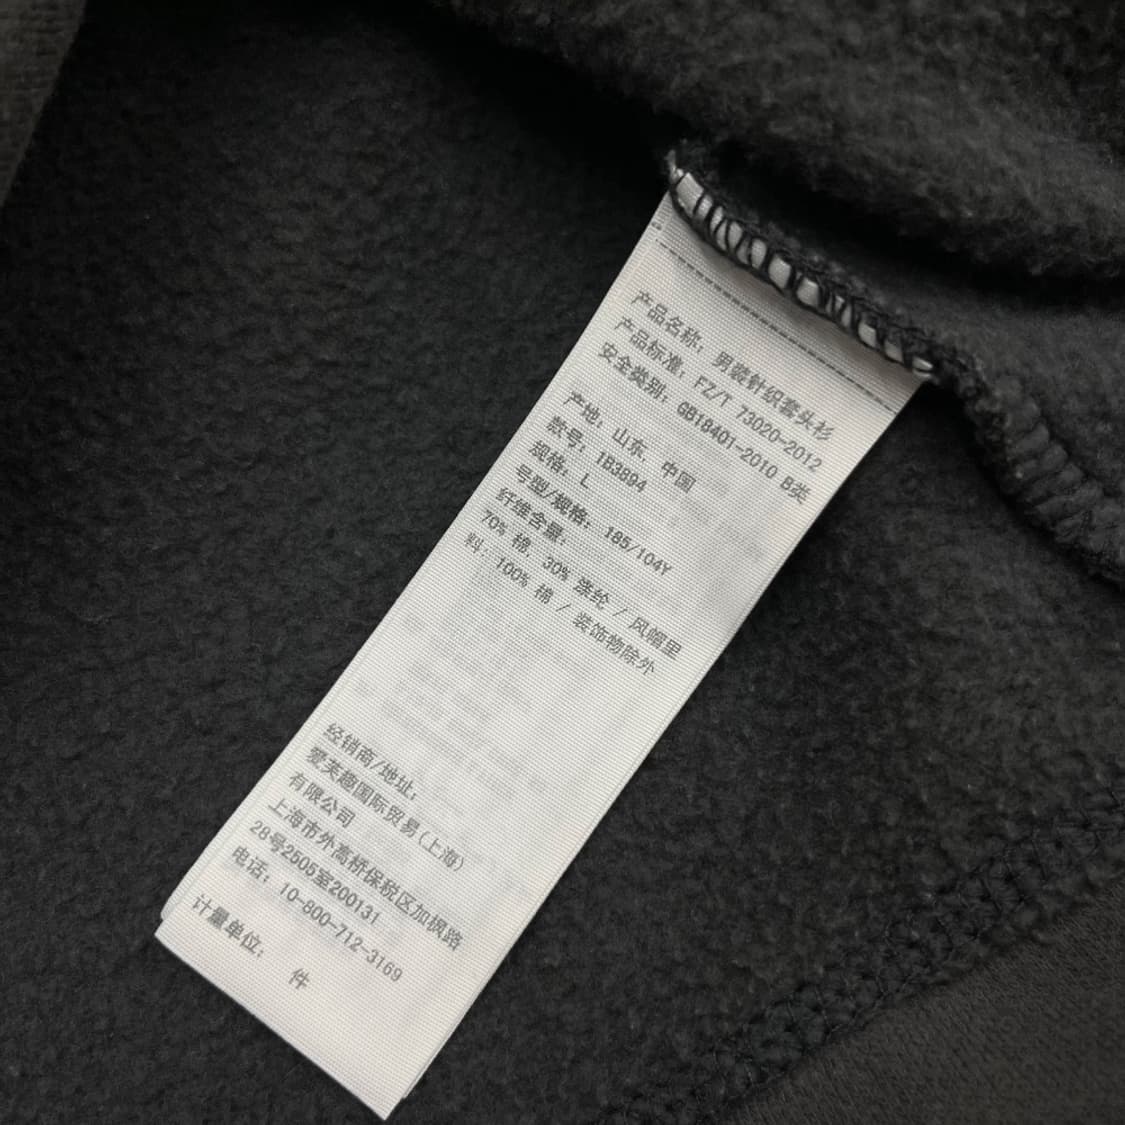 产品名称: 男装针织套头衫
产品标准: FZ/T 73020-2012
安全类别: GB18401-2010 B类
产地: 山东, 中国
款号: 1B3894
规格: L
号型/规格: 185/104Y
纤维含量:
70% 棉, 30% 涤纶 / 风帽里
料: 100% 棉 / 装饰物除外
经销商/地址:
爱芙趣国际贸易(上海)
有限公司
上海市外高桥保税区加枫路
28号2505室200131
电话: 10-800-712-3169
计量单位: 件